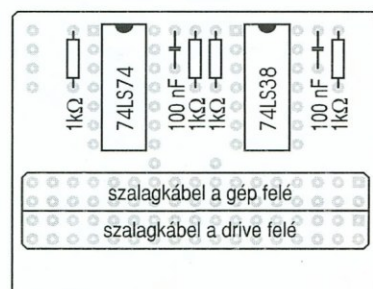 1kΩ
74LS74
100 nF
1kΩ
1kΩ
74LS38
100 nF
1kΩ
szalagkábel a gép felé
szalagkábel a drive felé